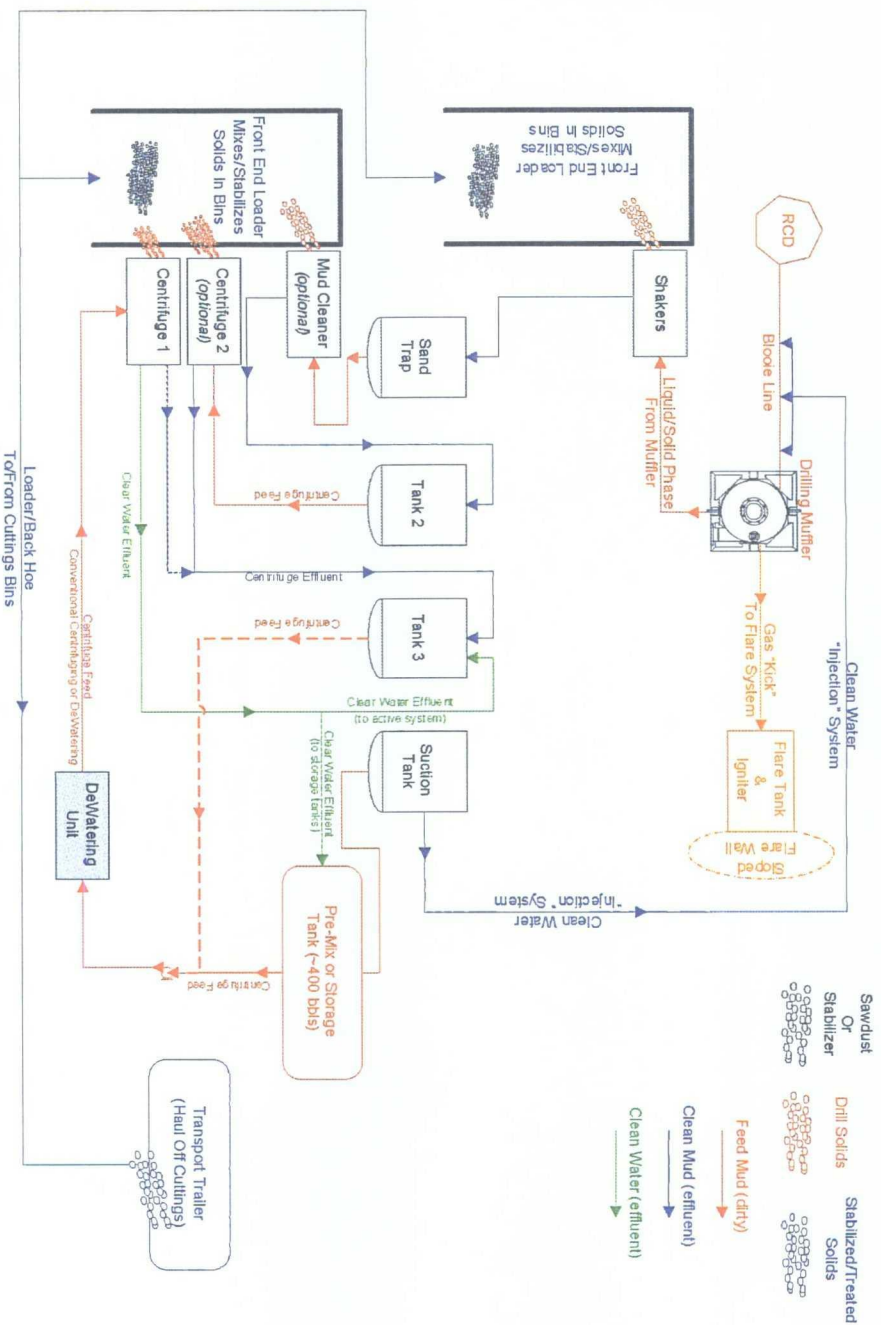 Sawdust
Or
Stabilizer
Drill Solids
Stabilized/Treated
Solids
Feed Mud (dirty)
Clean Mud (effluent)
Clean Water (effluent)
RCD
Blooie Line
Drilling Muffler
Clean Water
"Injection" System
Gas "Kick"
To Flare System
Flare Tank
&
Igniter
Sloped
Flare Wall
Liquid/Solid Phase
From Muffler
Shakers
Front End Loader
Mixes/Stabilizes
Solids In Bins
Clean Water
"Injection" System
Sand
Trap
Tank 2
Tank 3
Suction
Tank
Mud Cleaner
(optional)
Centrifuge 2
(optional)
Centrifuge 1
Front End Loader
Mixes/Stabilizes
Solids In Bins
Centrifuge Feed
Centrifuge Effluent
Centrifuge Feed
Clear Water Effluent
(to active system)
Clear Water Effluent
(to storage tanks)
Clear Water Effluent
Pre-Mix or Storage
Tank (~400 bbls)
Centrifuge Feed
Centrifuge Feed
Conventional Centrifuging or DeWatering
DeWatering
Unit
Transport Trailer
(Haul Off Cuttings)
Loader/Back Hoe
To/From Cuttings Bins